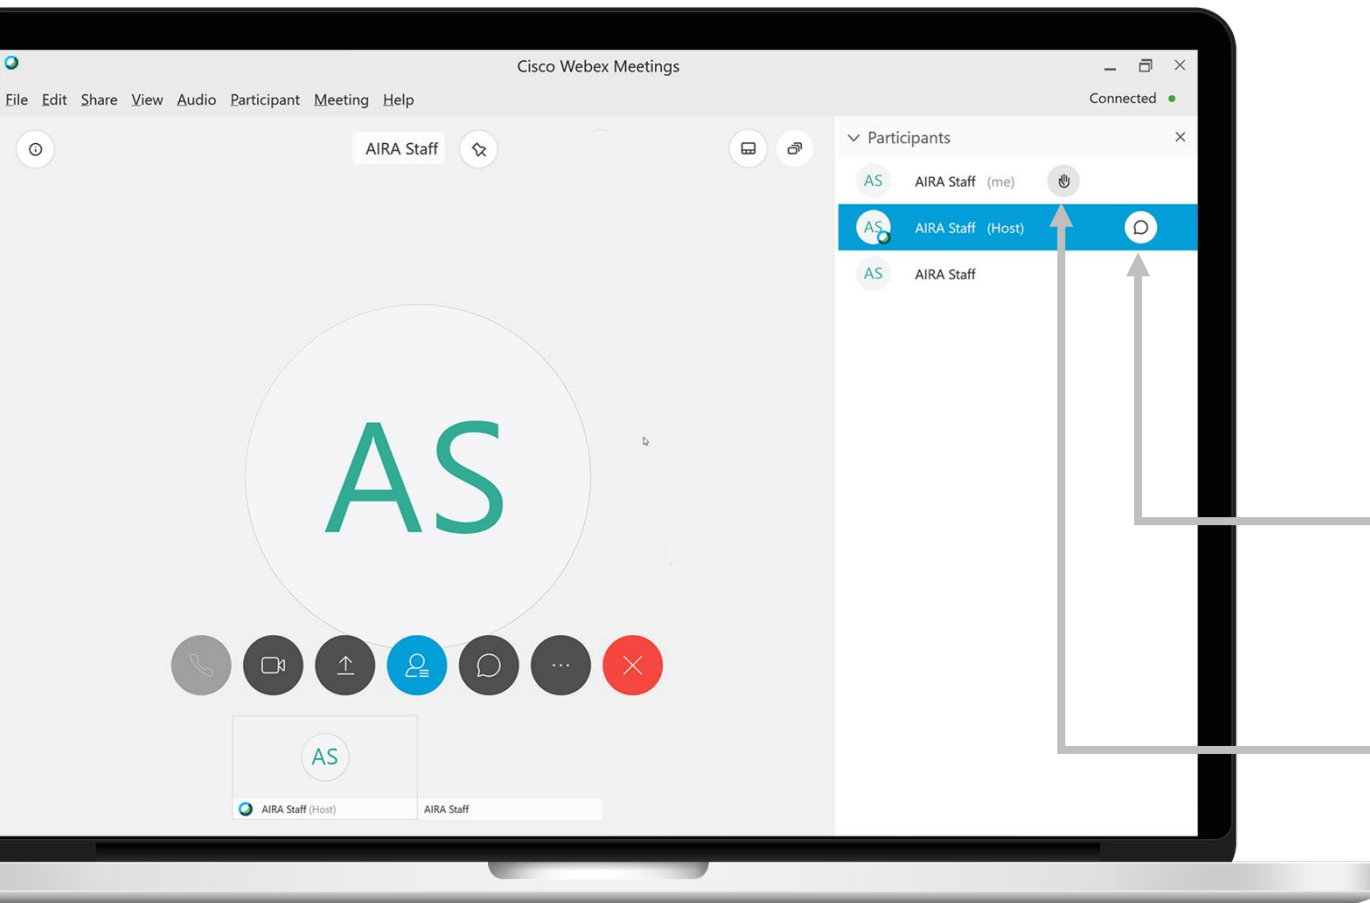 Cisco Webex Meetings
File Edit Share View Audio Participant Meeting Help
Connected
AIRA Staff
Participants
AS AIRA Staff (me)
AS AIRA Staff (Host)
AS AIRA Staff
AS
AS
AIRA Staff (Host)
AIRA Staff